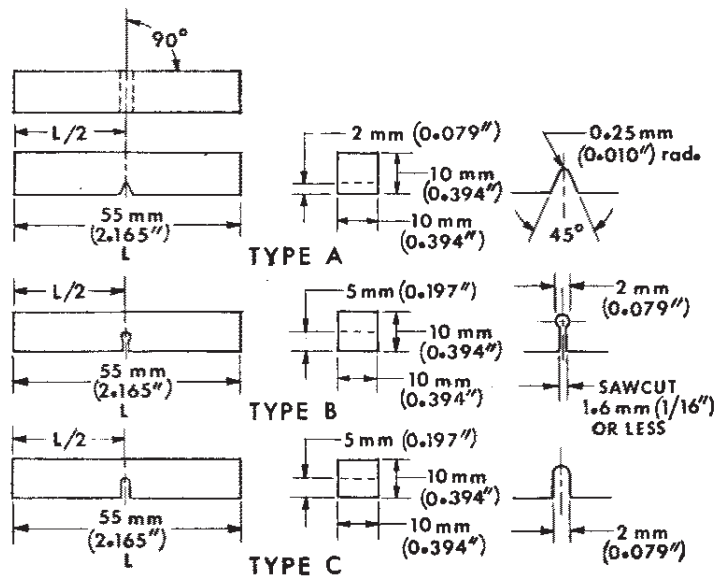 90°
L/2
2 mm (0.079″)
0.25 mm
(0.010″) rad.
10 mm
(0.394″)
55 mm
(2.165″)
L
10 mm
(0.394″)
45°
TYPE A
L/2
5 mm (0.197″)
2 mm
(0.079″)
10 mm
(0.394″)
55 mm
(2.165″)
L
10 mm
(0.394″)
SAWCUT
1.6 mm (1/16″)
OR LESS
TYPE B
L/2
5 mm (0.197″)
10 mm
(0.394″)
55 mm
(2.165″)
L
10 mm
(0.394″)
2 mm
(0.079″)
TYPE C